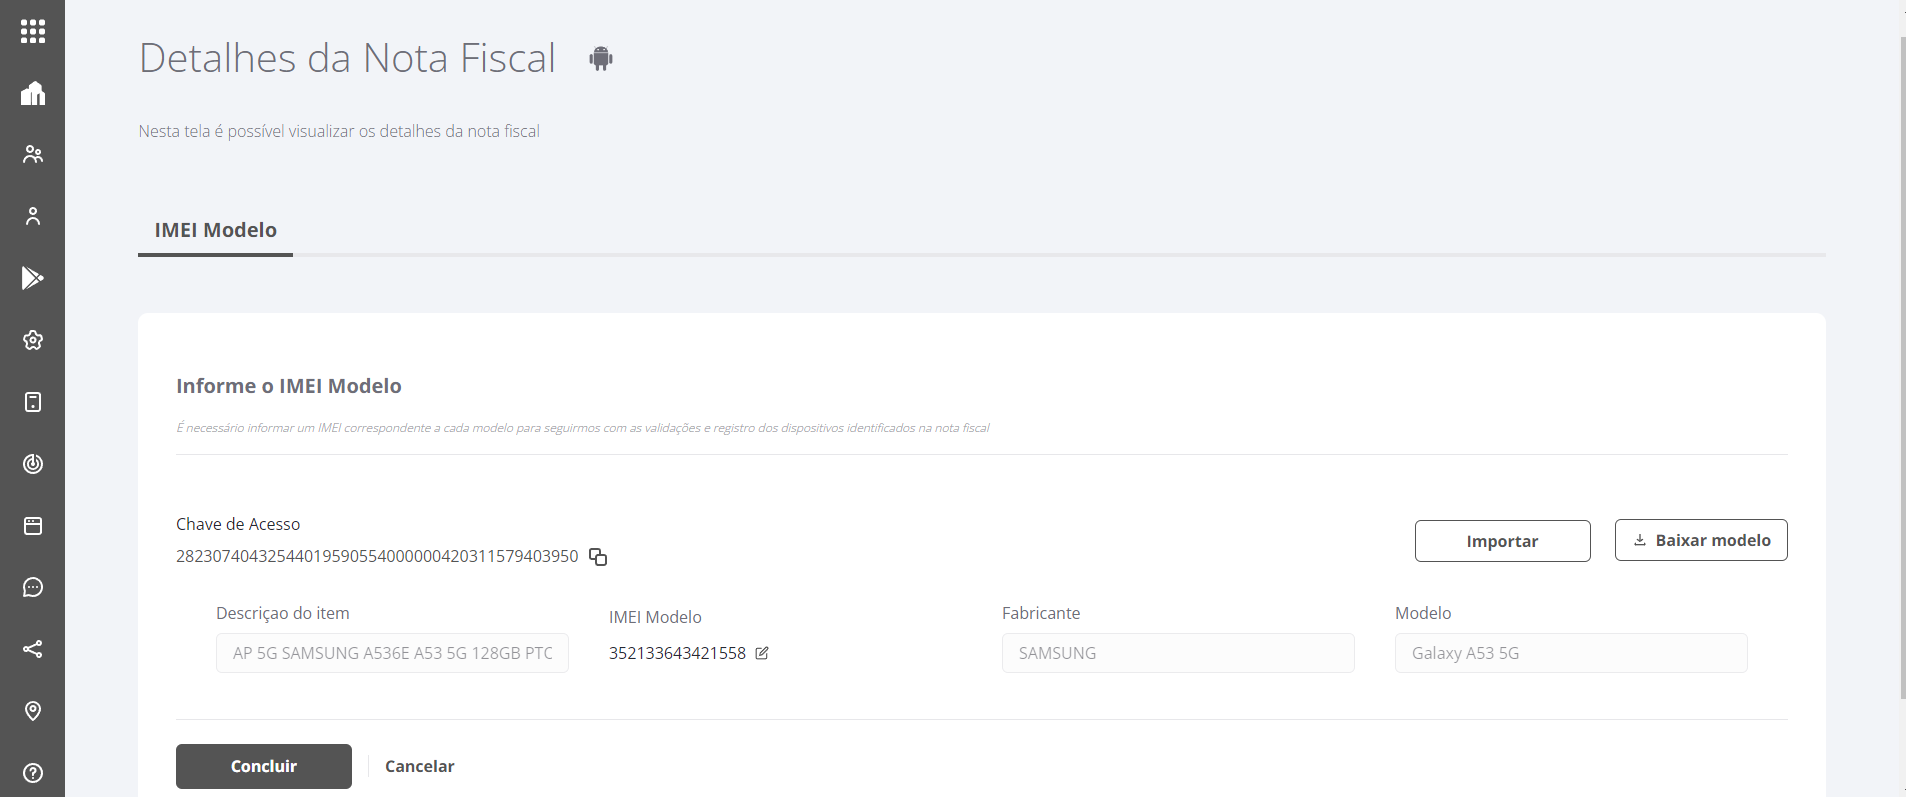 Detalhes da Nota Fiscal
Nesta tela é possível visualizar os detalhes da nota fiscal
IMEI Modelo
Informe o IMEI Modelo
É necessário informar um IMEI correspondente a cada modelo para seguirmos com as validações e registro dos dispositivos identificados na nota fiscal
Chave de Acesso
28230740432544019590554000000420311579403950
Importar
Baixar modelo
Descriçao do item
IMEI Modelo
Fabricante
Modelo
AP 5G SAMSUNG A536E A53 5G 128GB PTC
352133643421558
SAMSUNG
Galaxy A53 5G
Concluir
Cancelar